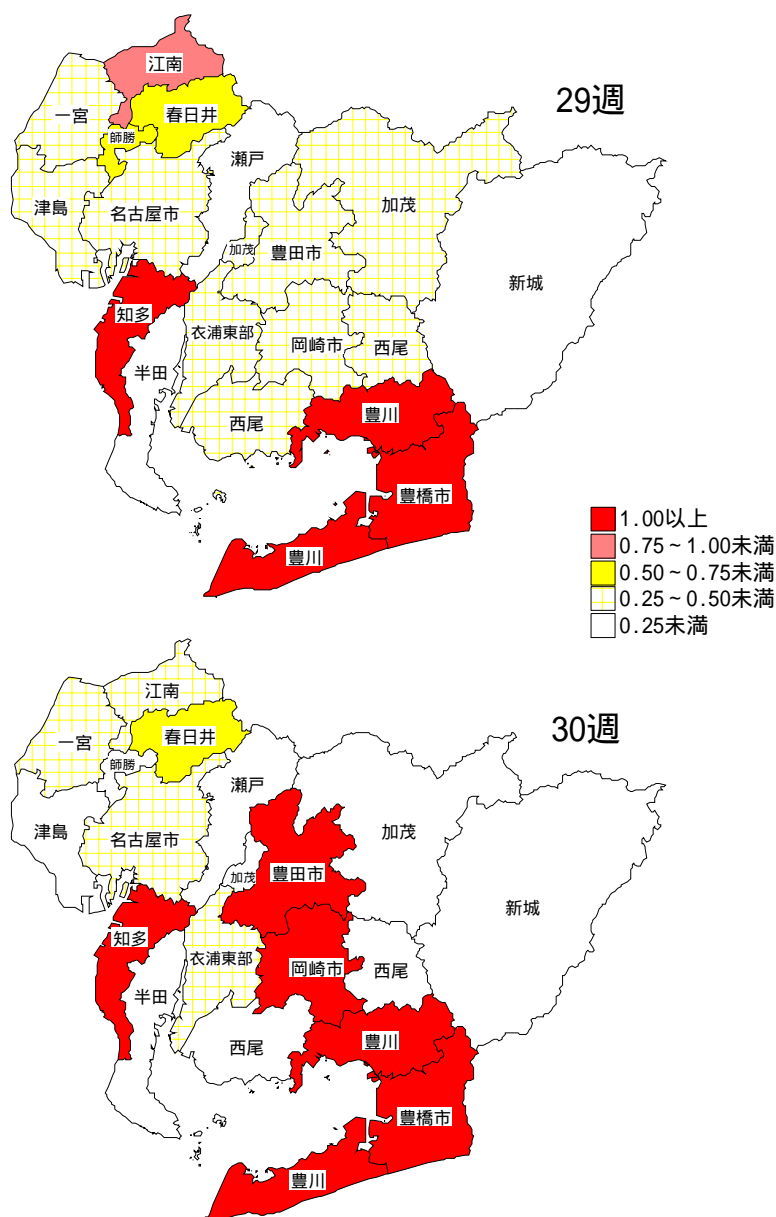 29週
江南
一宮
春日井
師勝
瀬戸
津島
名古屋市
加茂
加茂
豊田市
新城
知多
衣浦東部
岡崎市
西尾
半田
西尾
豊川
豊橋市
豊川
1.00以上
0.75~1.00未満
0.50~0.75未満
0.25~0.50未満
0.25未満
30週
江南
一宮
春日井
師勝
瀬戸
津島
名古屋市
加茂
加茂
豊田市
新城
知多
衣浦東部
岡崎市
西尾
半田
西尾
豊川
豊橋市
豊川